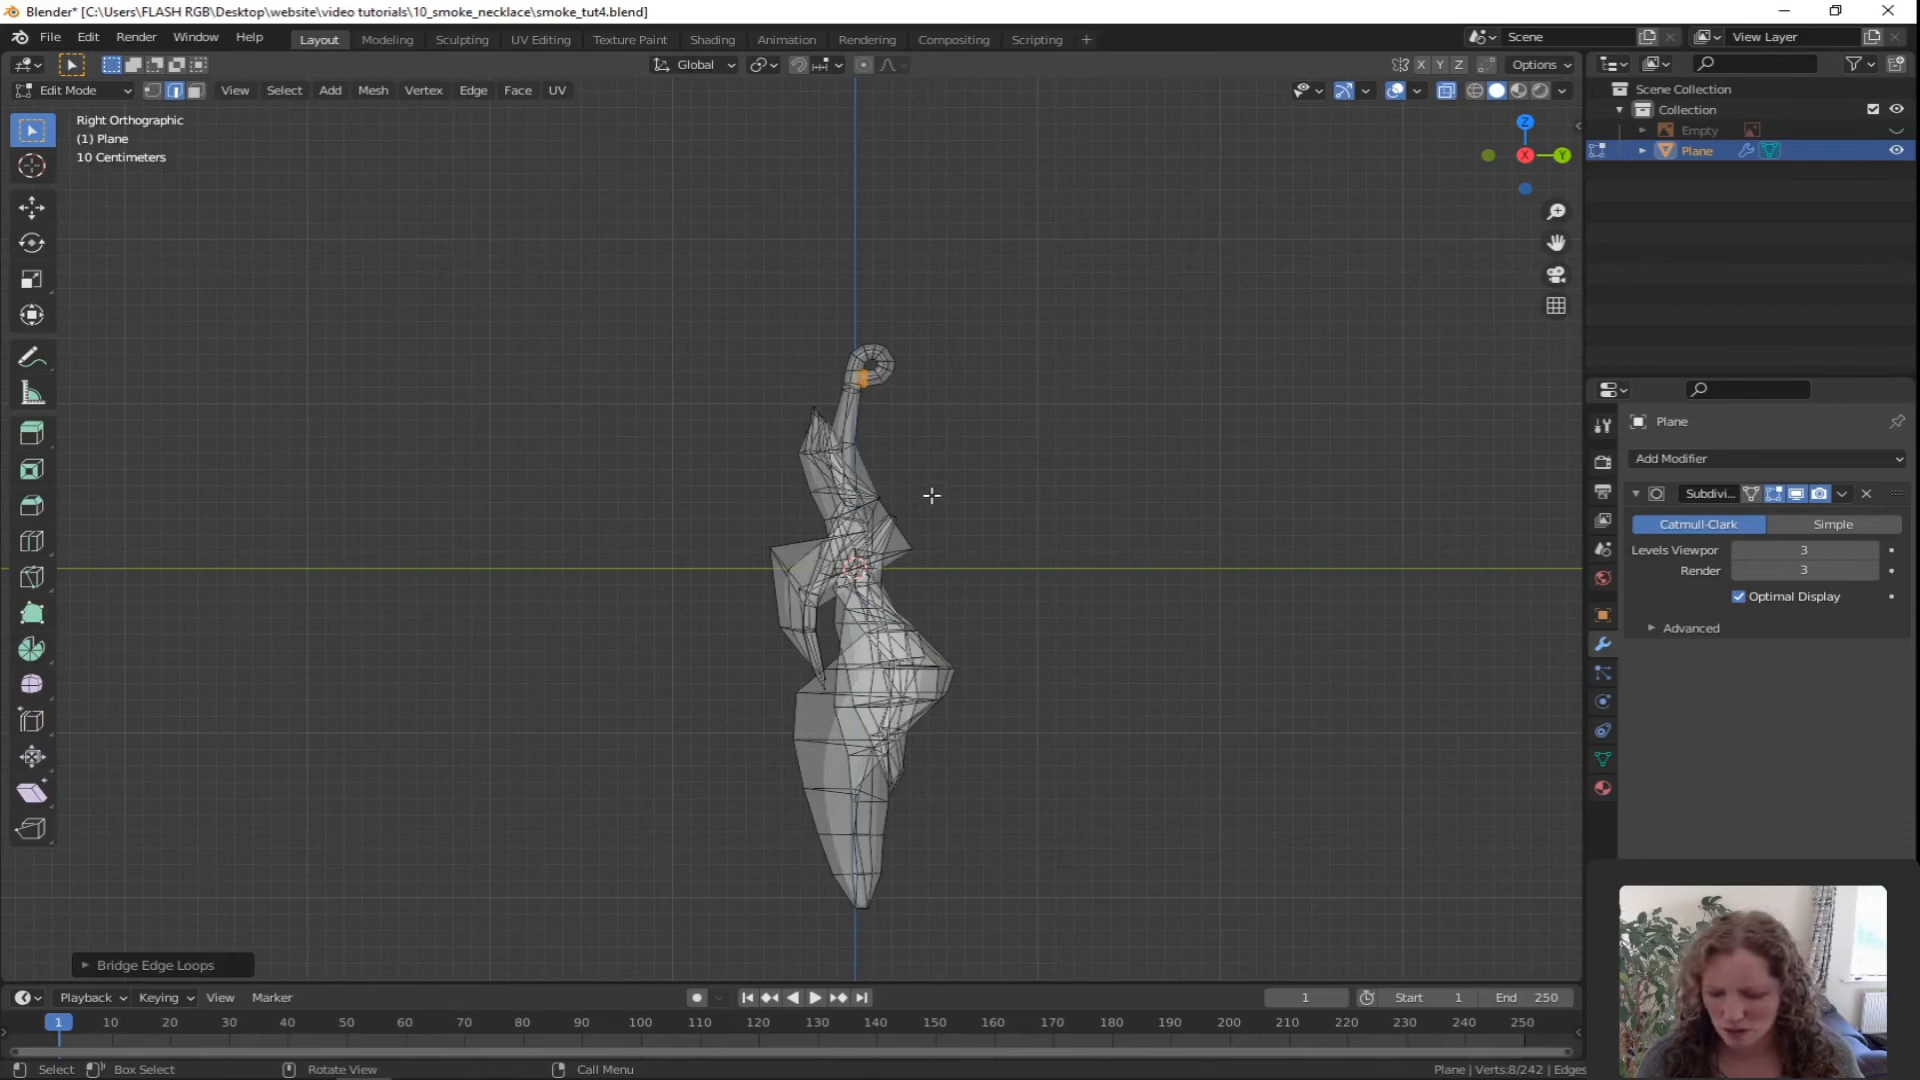 Blender* [C:\Users\FLASH RGB\Desktop\website\video tutorials\10_smoke_necklace\smoke_tut4.blend]
File Edit Render Window Help Layout Modeling Sculpting UV Editing Texture Paint Shading Animation Rendering Compositing Scripting + Scene View Layer
Global X Y Z Options
Edit Mode View Select Add Mesh Vertex Edge Face UV
Scene Collection
Collection
Empty
Plane
Right Orthographic
(1) Plane
10 Centimeters
Z
X Y
Plane
Add Modifier
Subdivi...
Catmull-Clark Simple
Levels Viewpor 3
Render 3
Optimal Display
Advanced
Bridge Edge Loops
Playback Keying View Marker 1 Start 1 End 250
1 10 20 30 40 50 60 70 80 90 100 110 120 130 140 150 160 170 180 190 200 210 220 230 240 250
Select Box Select Rotate View Call Menu Plane | Verts:8/242 | Edges